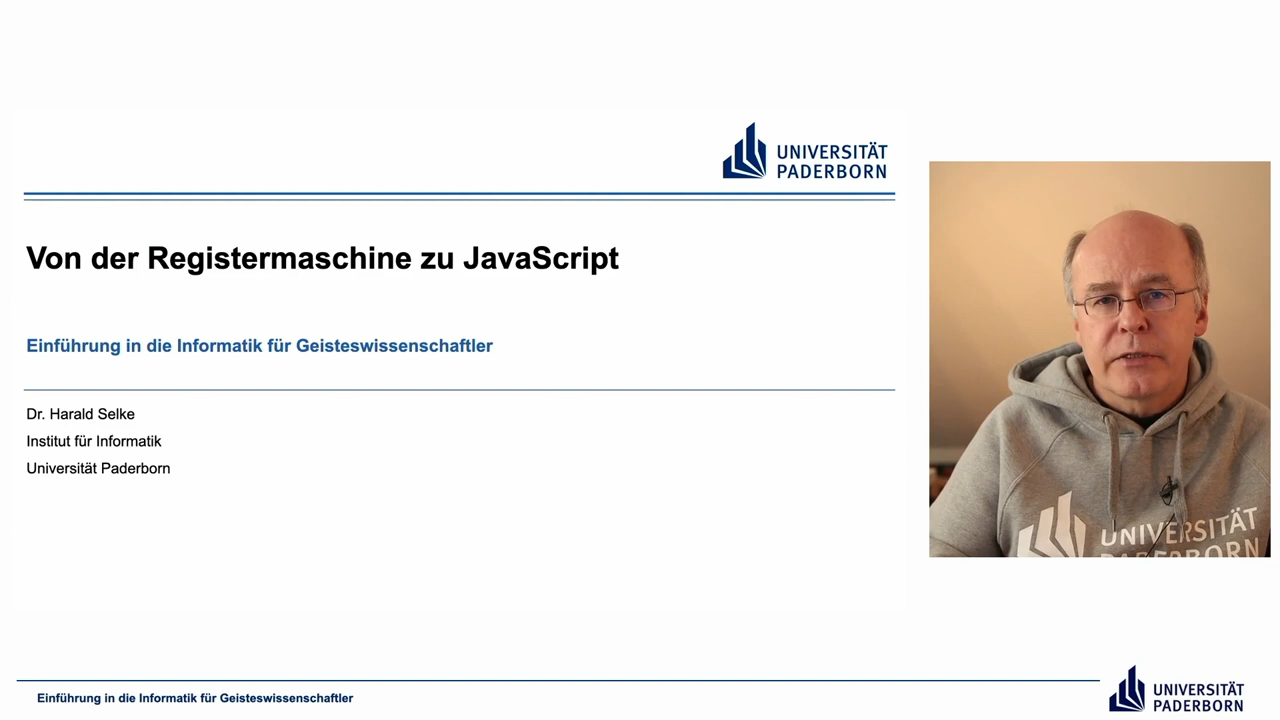 UNIVERSITÄT
PADERBORN
Von der Registermaschine zu JavaScript
Einführung in die Informatik für Geisteswissenschaftler
Dr. Harald Selke
Institut für Informatik
Universität Paderborn
UNIVERSITÄT
PADERBORN
Einführung in die Informatik für Geisteswissenschaftler
UNIVERSITÄT
PADERBORN